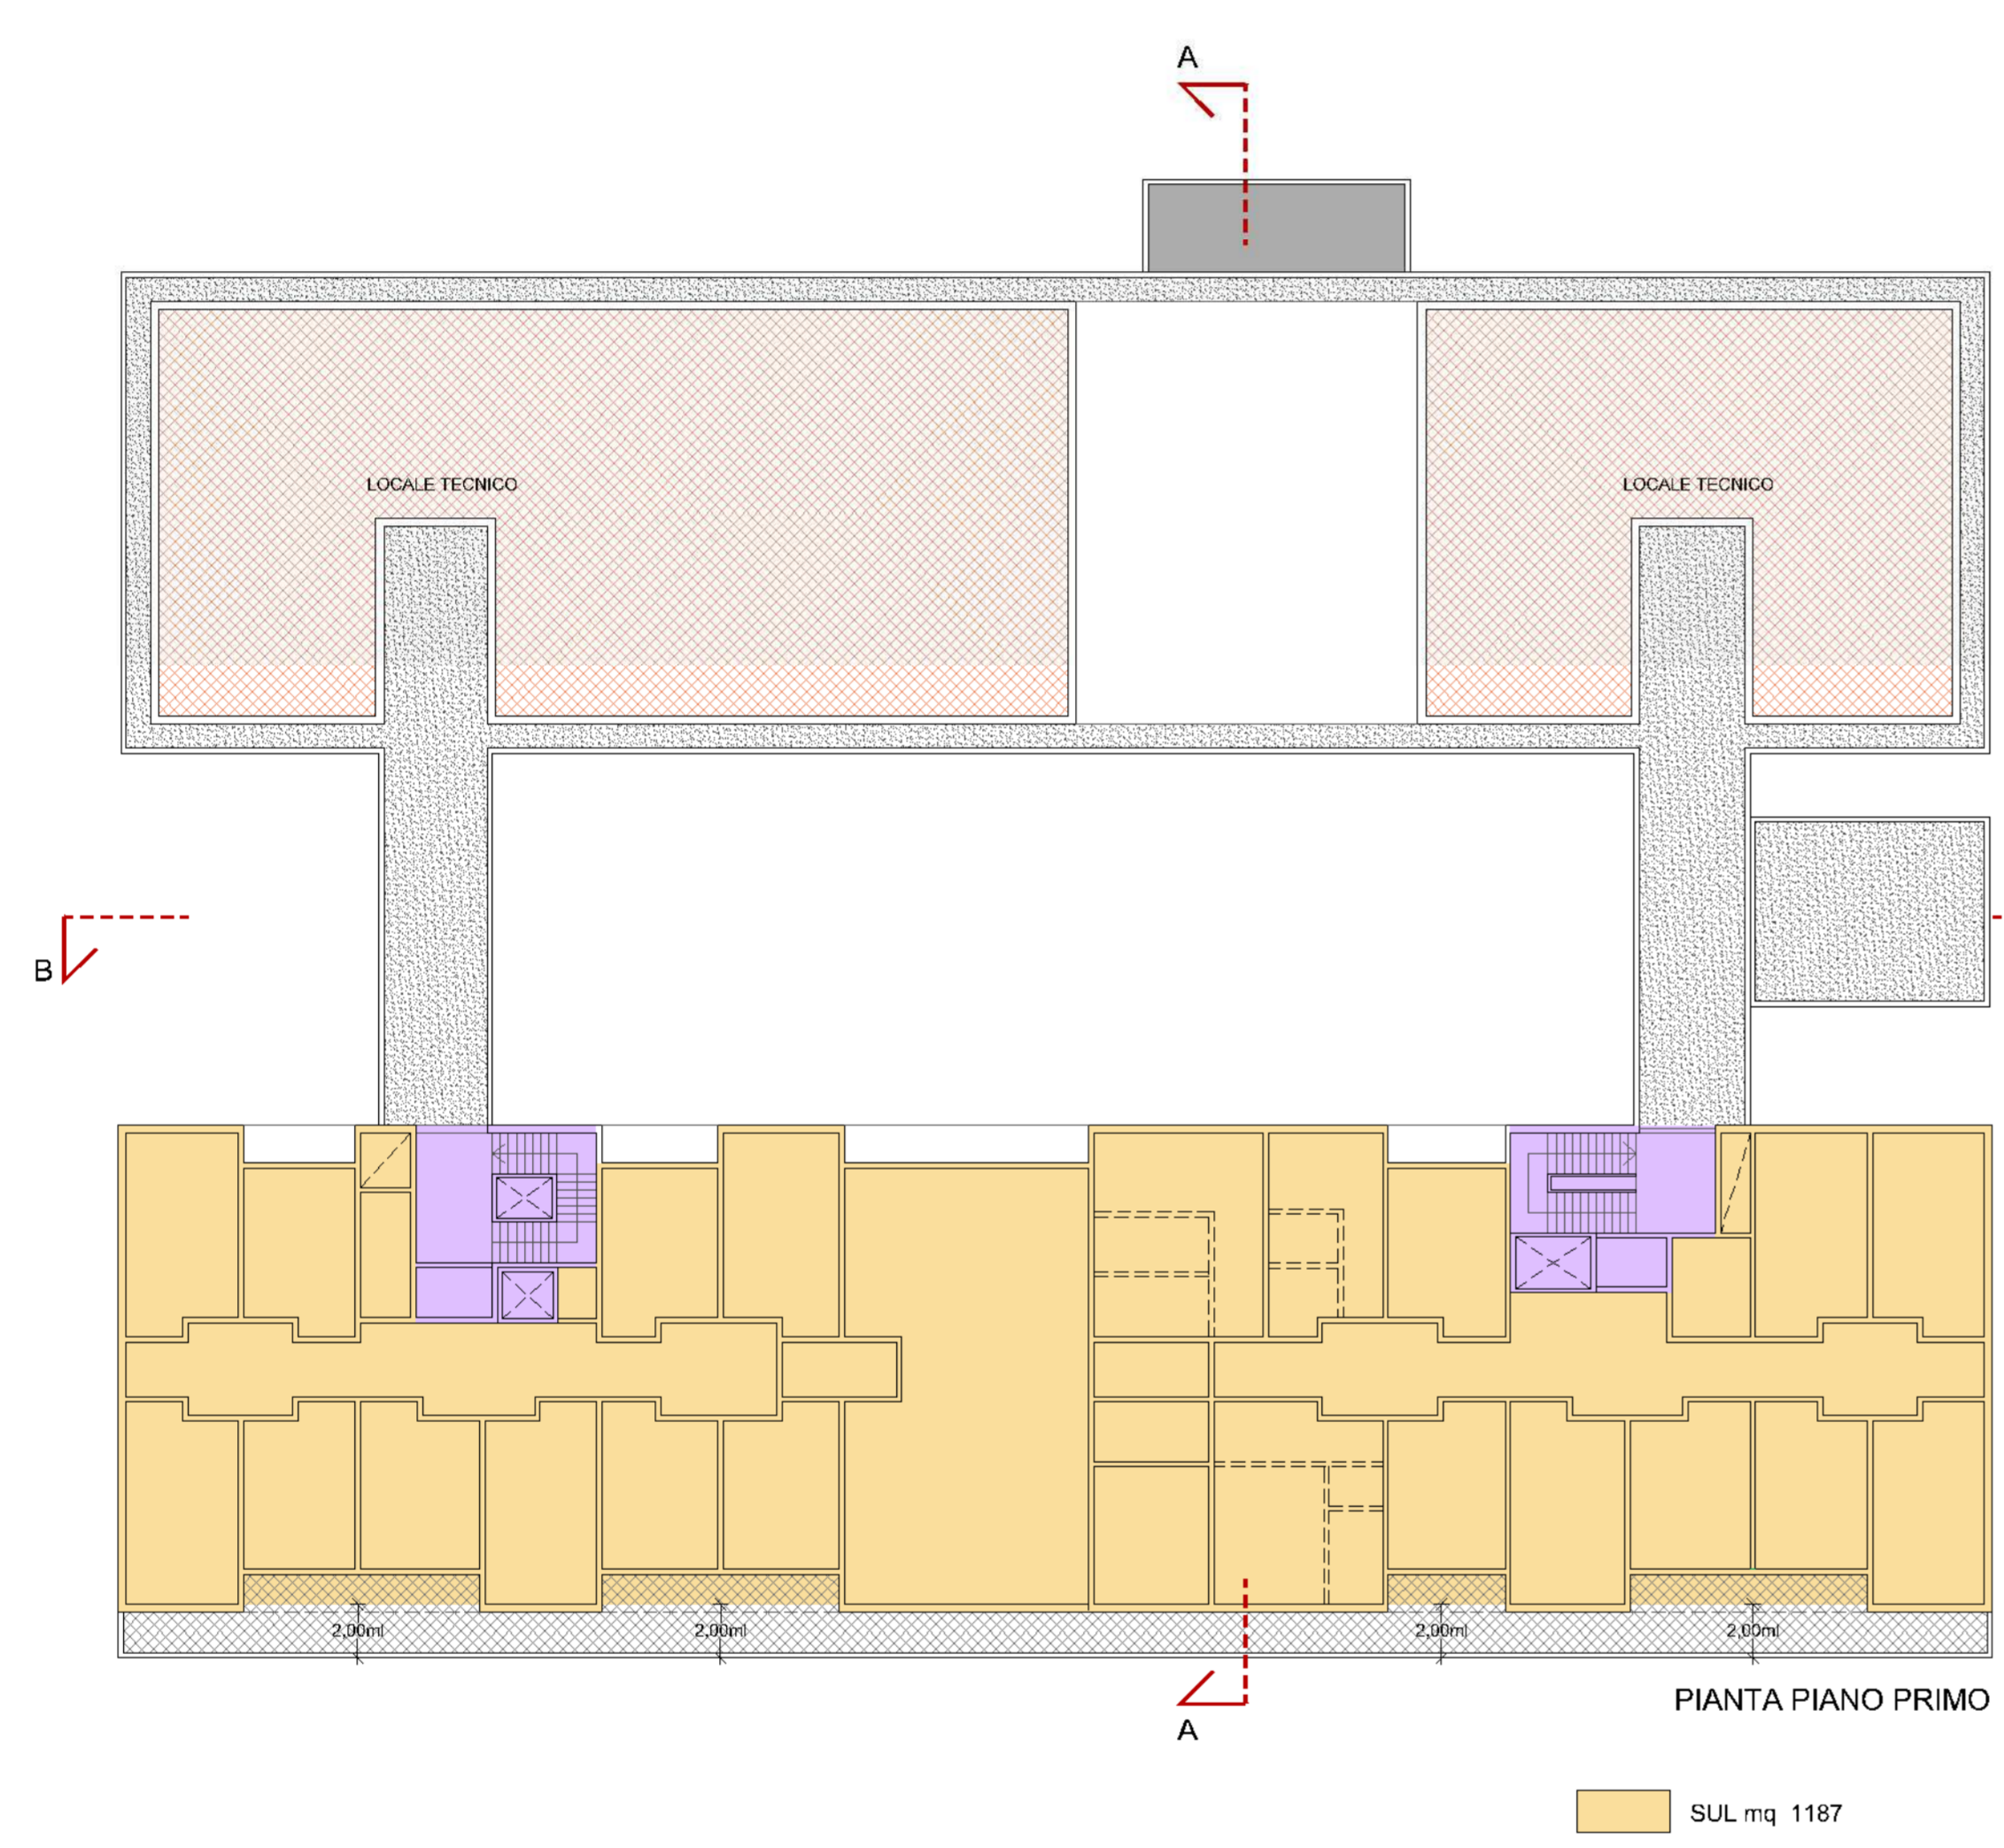 A
LOCALE TECNICO
LOCALE TECNICO
B
2,00ml
2,00ml
2,00ml
2,00ml
A
PIANTA PIANO PRIMO
SUL mq 1187